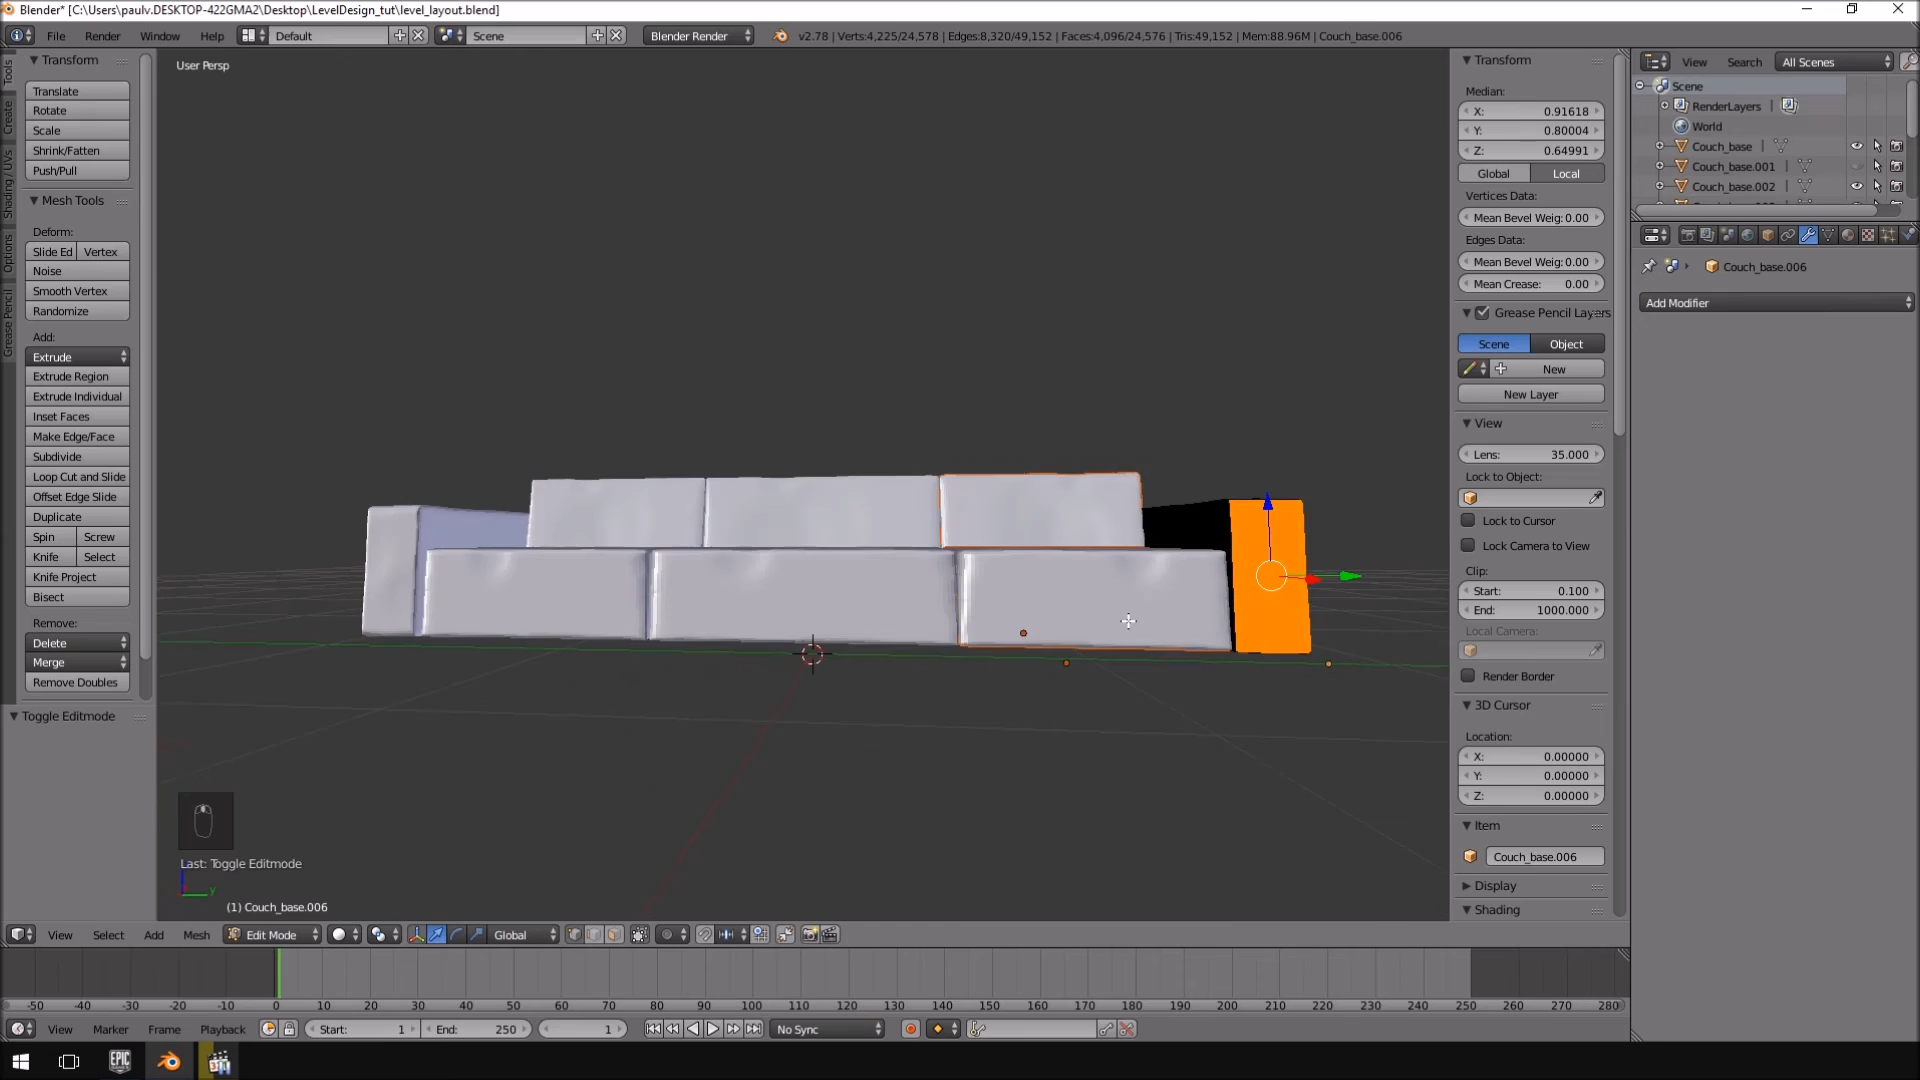 Blender* [C:\Users\paulv.DESKTOP-422GMA2\Desktop\LevelDesign_tut\level_layout.blend]
File Render Window Help Default Scene Blender Render v2.78 | Verts:4,225/24,578 | Edges:8,320/49,152 | Faces:4,096/24,576 | Tris:49,152 | Mem:88.96M | Couch_base.006
Tools
Create
Shading / UVs
Options
Grease Pencil
Transform
Translate
Rotate
Scale
Shrink/Fatten
Push/Pull
Mesh Tools
Deform:
Slide Ed Vertex
Noise
Smooth Vertex
Randomize
Add:
Extrude
Extrude Region
Extrude Individual
Inset Faces
Make Edge/Face
Subdivide
Loop Cut and Slide
Offset Edge Slide
Duplicate
Spin Screw
Knife Select
Knife Project
Bisect
Remove:
Delete
Merge
Remove Doubles
Toggle Editmode
User Persp
Last: Toggle Editmode
y
(1) Couch_base.006
Transform
Median:
X: 0.91618
Y: 0.80004
Z: 0.64991
Global Local
Vertices Data:
Mean Bevel Weig: 0.00
Edges Data:
Mean Bevel Weig: 0.00
Mean Crease: 0.00
Grease Pencil Layers
Scene Object
New
New Layer
View
Lens: 35.000
Lock to Object:
Lock to Cursor
Lock Camera to View
Clip:
Start: 0.100
End: 1000.000
Local Camera:
Render Border
3D Cursor
Location:
X: 0.00000
Y: 0.00000
Z: 0.00000
Item
Couch_base.006
Display
Shading
View Search All Scenes
Scene
RenderLayers |
World
Couch_base |
Couch_base.001 |
Couch_base.002 |
Couch_base.006
Add Modifier
View Select Add Mesh Edit Mode Global
-50 -40 -30 -20 -10 0 10 20 30 40 50 60 70 80 90 100 110 120 130 140 150 160 170 180 190 200 210 220 230 240 250 260 270 280
View Marker Frame Playback Start: 1 End: 250 1 No Sync
EPIC